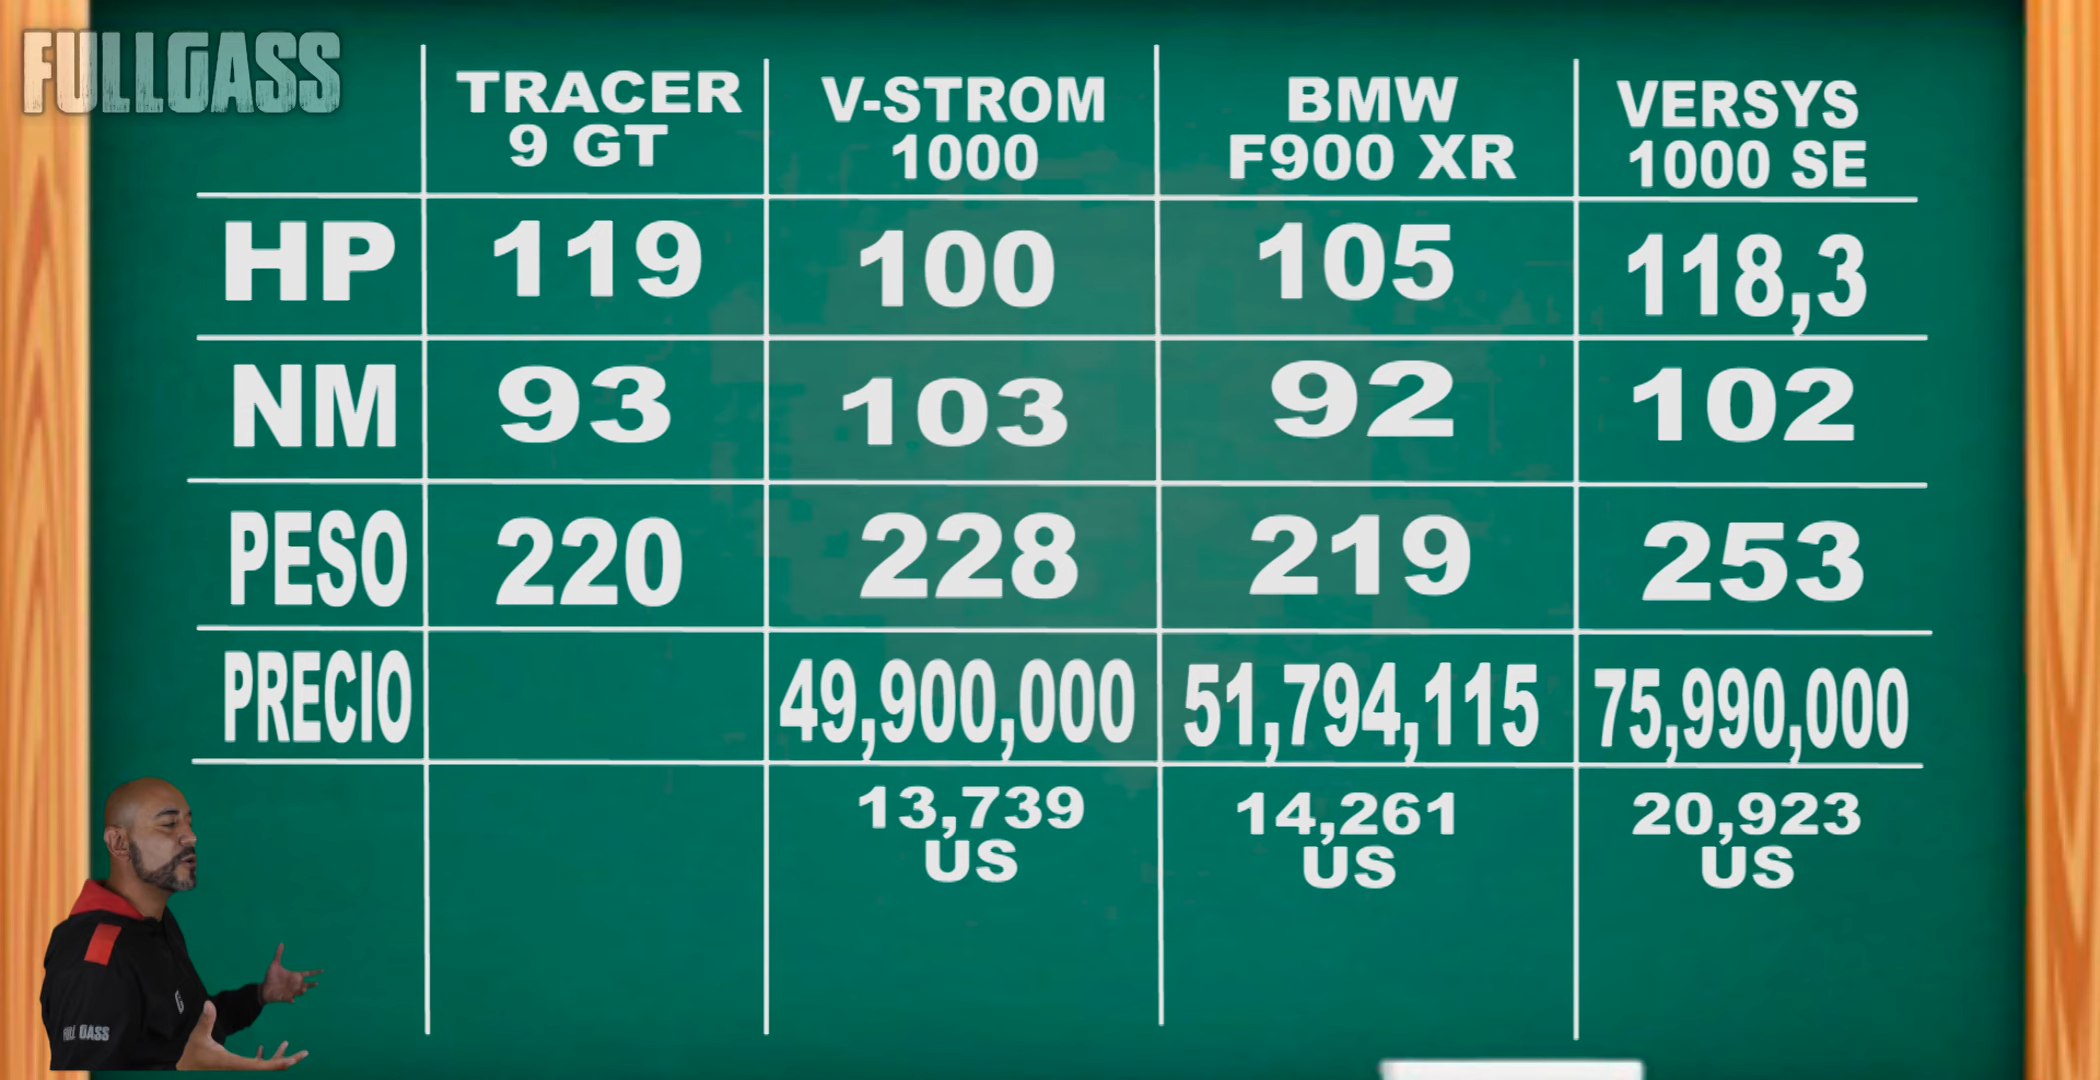 FULLGASS
TRACER 9 GT
V-STROM 1000
BMW F900 XR
VERSYS 1000 SE
HP 119 100 105 118,3
NM 93 103 92 102
PESO 220 228 219 253
PRECIO 49,900,000 51,794,115 75,990,000
13,739 US
14,261 US
20,923 US
FULL GASS